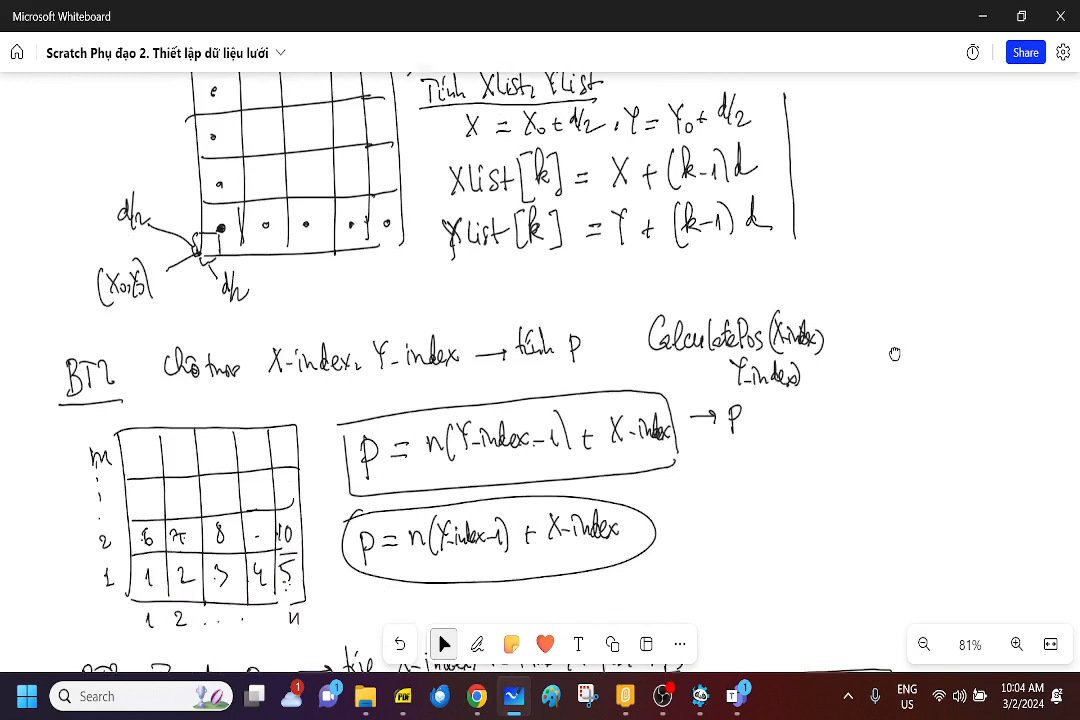 Microsoft Whiteboard
Scratch Phụ đạo 2. Thiết lập dữ liệu lưới
Share
Tính Xlist, Ylist
X = X0 + d/2, Y = Y0 + d/2
Xlist[k] = X + (k-1)d
Ylist[k] = Y + (k-1)d
d/2
(X0, Y0)
d/2
BT2 Cho trước X-index, Y-index → tính P
CalculatePos(X-index,
Y-index)
→ P
P = n(Y-index-1) + X-index
P = n(Y-index-1) + X-index
m
2 6 7 8 . 10
1 1 2 3 4 5
1 2 . . . n
81%
Search
1
1
1
ENG
US
10:04 AM
3/2/2024